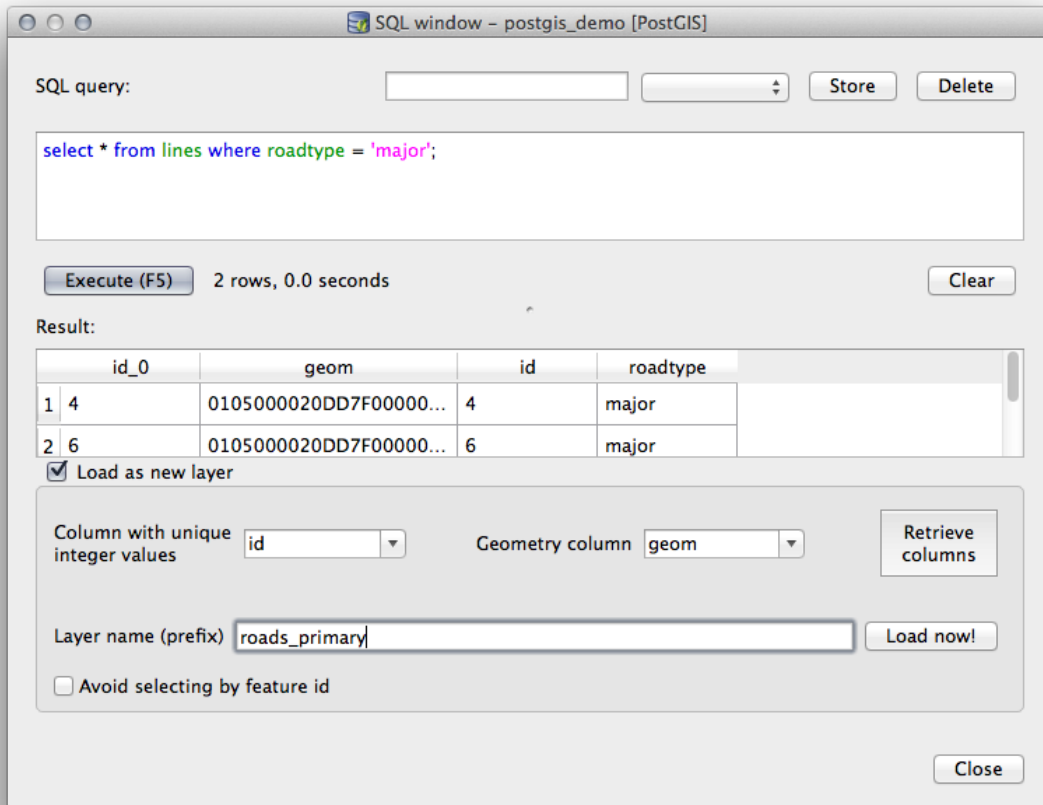 SQL window – postgis_demo [PostGIS]
SQL query:
Store
Delete
select * from lines where roadtype = 'major';
Execute (F5)
2 rows, 0.0 seconds
Clear
Result:
id_0 geom id roadtype
1 4 0105000020DD7F00000... 4 major
2 6 0105000020DD7F00000... 6 major
Load as new layer
Column with unique
integer values
id
Geometry column
geom
Retrieve
columns
Layer name (prefix)
roads_primary
Load now!
Avoid selecting by feature id
Close